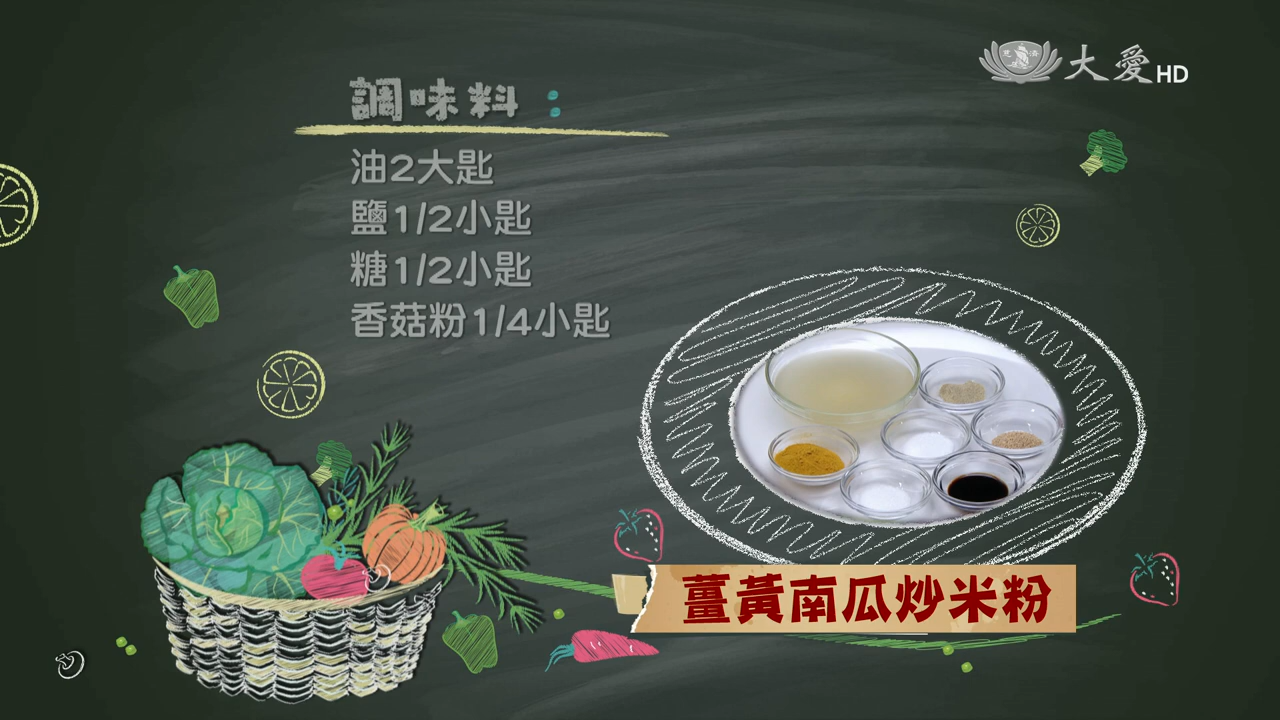 大愛HD
調味料：
油2大匙
鹽1/2小匙
糖1/2小匙
香菇粉1/4小匙
薑黃南瓜炒米粉